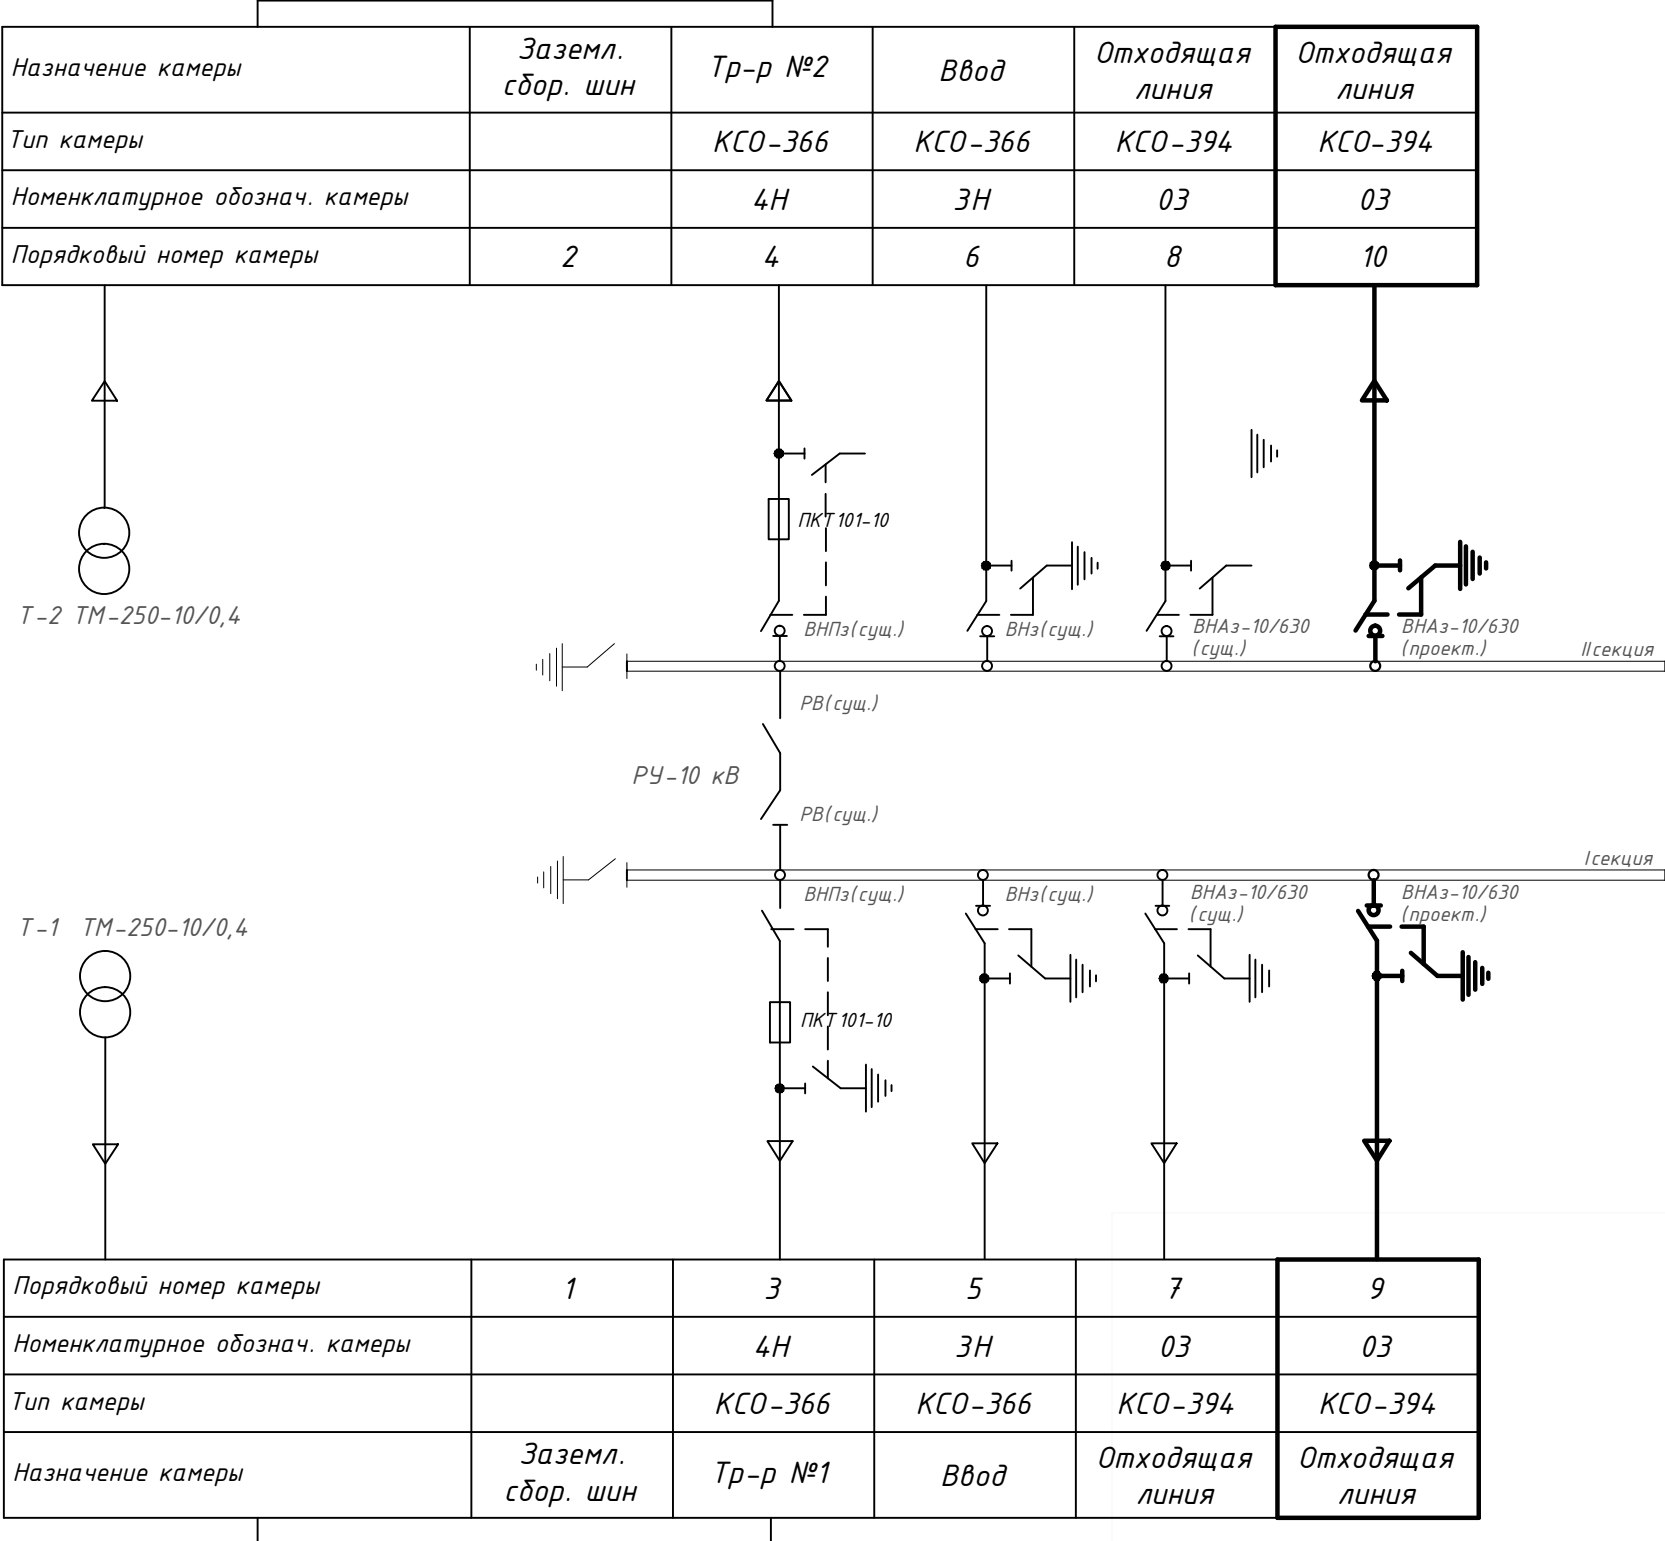 Назначение камеры
Заземл.
сбор. шин
Тр-р №2
Ввод
Отходящая
линия
Отходящая
линия
Тип камеры
КСО-366
КСО-366
КСО-394
КСО-394
Номенклатурное обознач. камеры
4Н
3Н
03
03
Порядковый номер камеры
2
4
6
8
10
ПКТ 101-10
Т-2 ТМ-250-10/0,4
ВНПз(сущ.)
ВНз(сущ.)
ВНАз-10/630
(сущ.)
ВНАз-10/630
(проект.)
IIсекция
РВ(сущ.)
РУ-10 кВ
РВ(сущ.)
Iсекция
ВНПз(сущ.)
ВНз(сущ.)
ВНАз-10/630
(сущ.)
ВНАз-10/630
(проект.)
Т-1 ТМ-250-10/0,4
ПКТ 101-10
Порядковый номер камеры
1
3
5
7
9
Номенклатурное обознач. камеры
4Н
3Н
03
03
Тип камеры
КСО-366
КСО-366
КСО-394
КСО-394
Назначение камеры
Заземл.
сбор. шин
Тр-р №1
Ввод
Отходящая
линия
Отходящая
линия